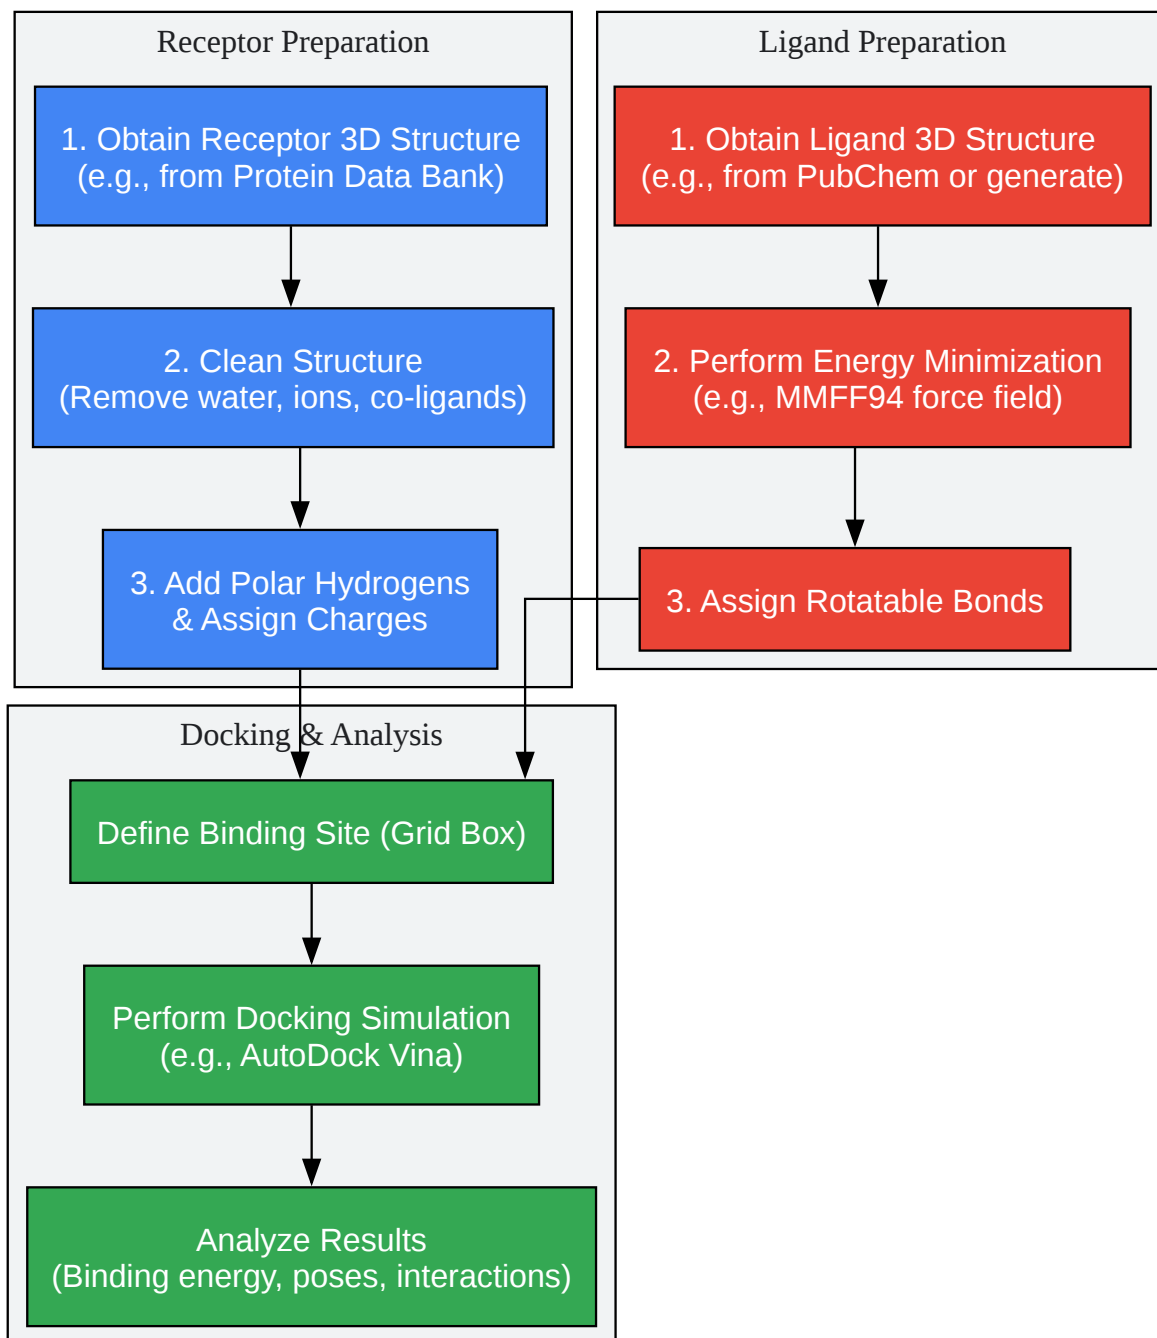 Receptor Preparation
1. Obtain Receptor 3D Structure
(e.g., from Protein Data Bank)
2. Clean Structure
(Remove water, ions, co-ligands)
3. Add Polar Hydrogens
& Assign Charges
Ligand Preparation
1. Obtain Ligand 3D Structure
(e.g., from PubChem or generate)
2. Perform Energy Minimization
(e.g., MMFF94 force field)
3. Assign Rotatable Bonds
Docking & Analysis
Define Binding Site (Grid Box)
Perform Docking Simulation
(e.g., AutoDock Vina)
Analyze Results
(Binding energy, poses, interactions)